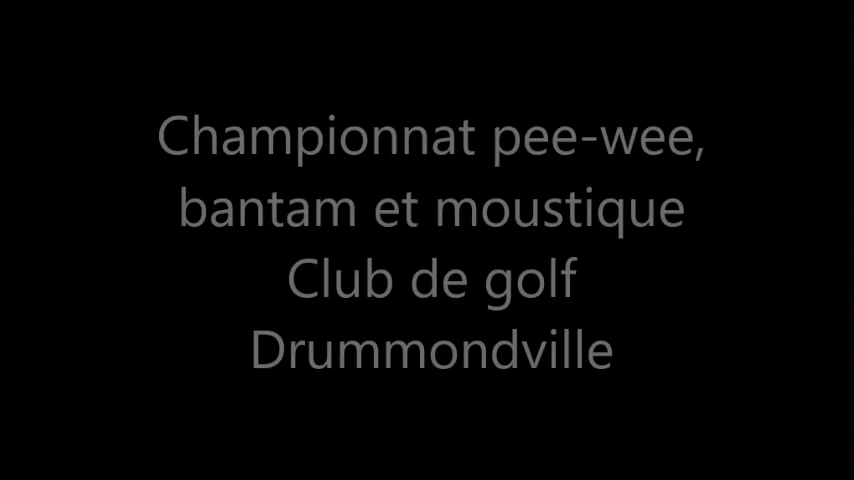 Championnat pee-wee,
bantam et moustique
Club de golf
Drummondville